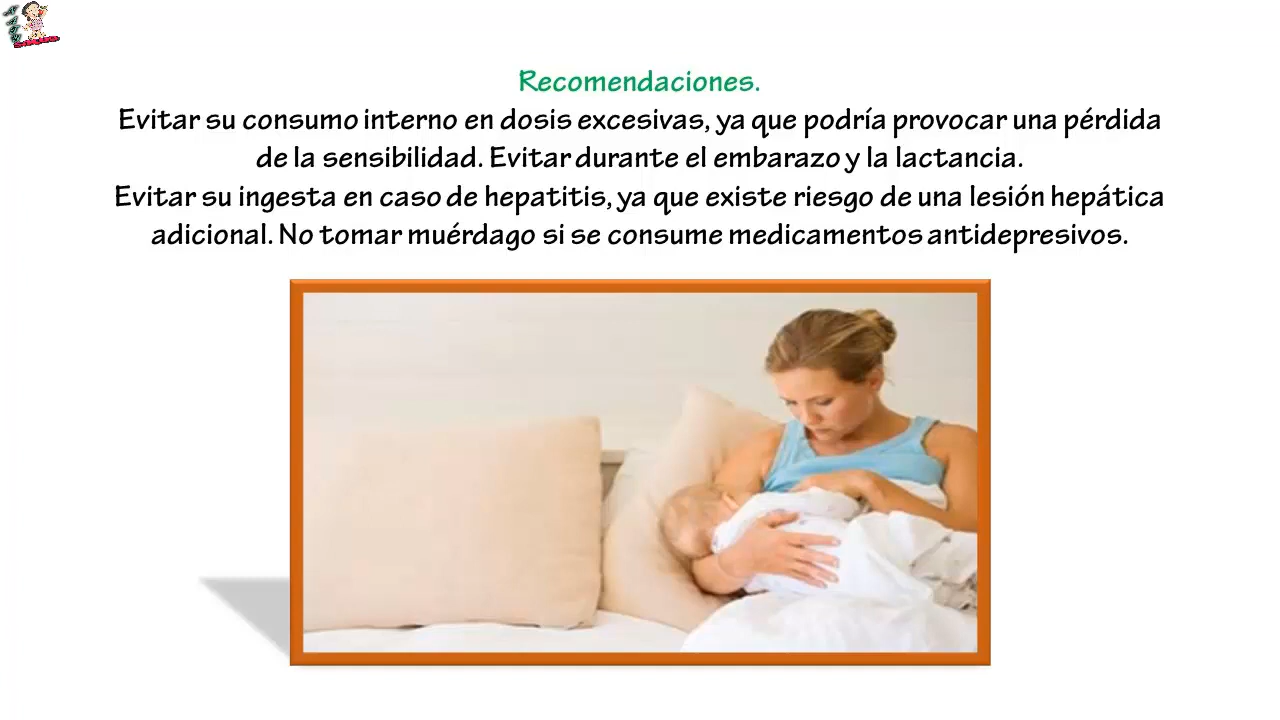 Recomendaciones.
Evitar su consumo interno en dosis excesivas, ya que podría provocar una pérdida
de la sensibilidad. Evitar durante el embarazo y la lactancia.
Evitar su ingesta en caso de hepatitis, ya que existe riesgo de una lesión hepática
adicional. No tomar muérdago si se consume medicamentos antidepresivos.